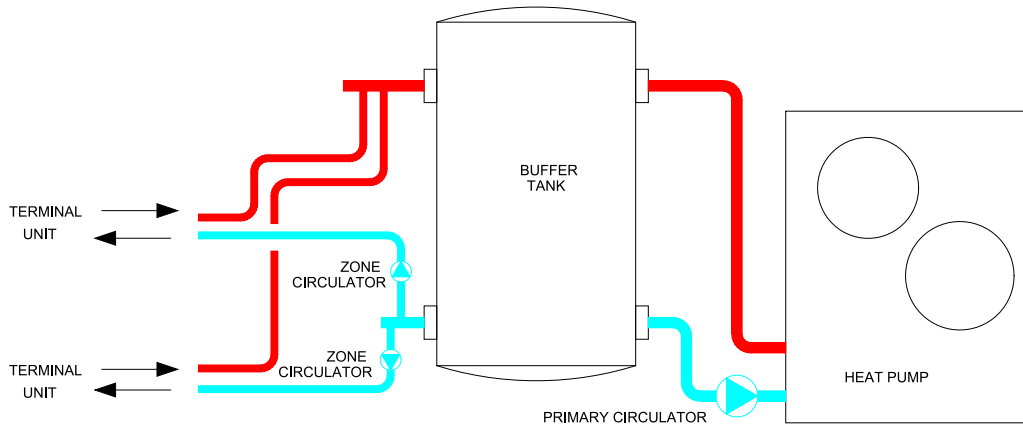 BUFFER
TANK
TERMINAL
UNIT
ZONE
CIRCULATOR
ZONE
CIRCULATOR
TERMINAL
UNIT
HEAT PUMP
PRIMARY CIRCULATOR